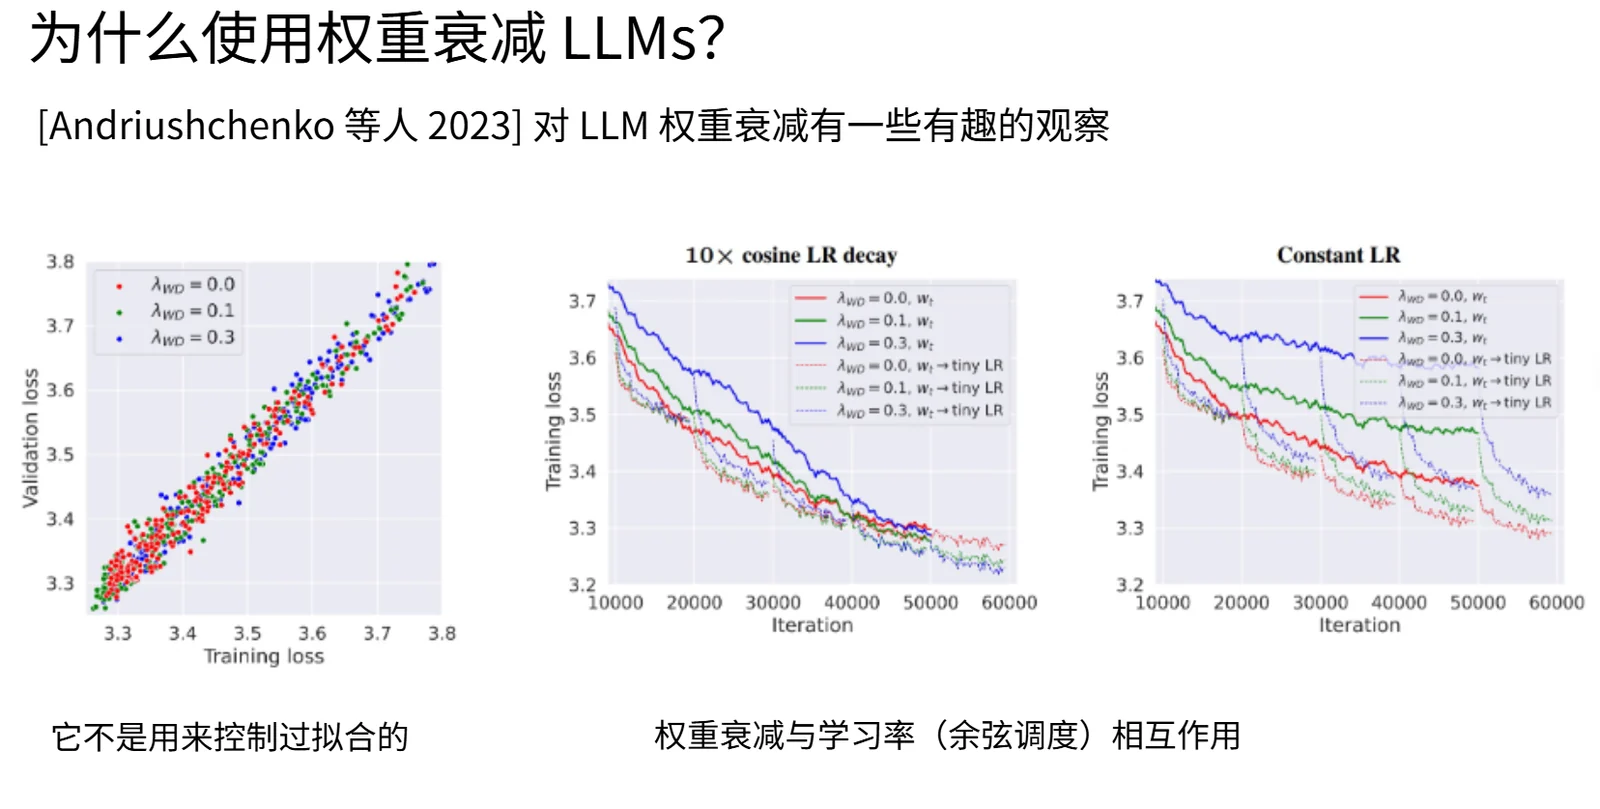 为什么使用权重衰减 LLMs？
[Andriushchenko 等人 2023] 对 LLM 权重衰减有一些有趣的观察
3.8
3.7
3.6
3.5
3.4
3.3
Validation loss
λWD = 0.0
λWD = 0.1
λWD = 0.3
3.3 3.4 3.5 3.6 3.7 3.8
Training loss
10× cosine LR decay
3.7
3.6
3.5
3.4
3.3
3.2
Training loss
λWD = 0.0, wt
λWD = 0.1, wt
λWD = 0.3, wt
λWD = 0.0, wt → tiny LR
λWD = 0.1, wt → tiny LR
λWD = 0.3, wt → tiny LR
10000 20000 30000 40000 50000 60000
Iteration
Constant LR
3.7
3.6
3.5
3.4
3.3
3.2
Training loss
λWD = 0.0, wt
λWD = 0.1, wt
λWD = 0.3, wt
λWD = 0.0, wt → tiny LR
λWD = 0.1, wt → tiny LR
λWD = 0.3, wt → tiny LR
10000 20000 30000 40000 50000 60000
Iteration
它不是用来控制过拟合的
权重衰减与学习率（余弦调度）相互作用